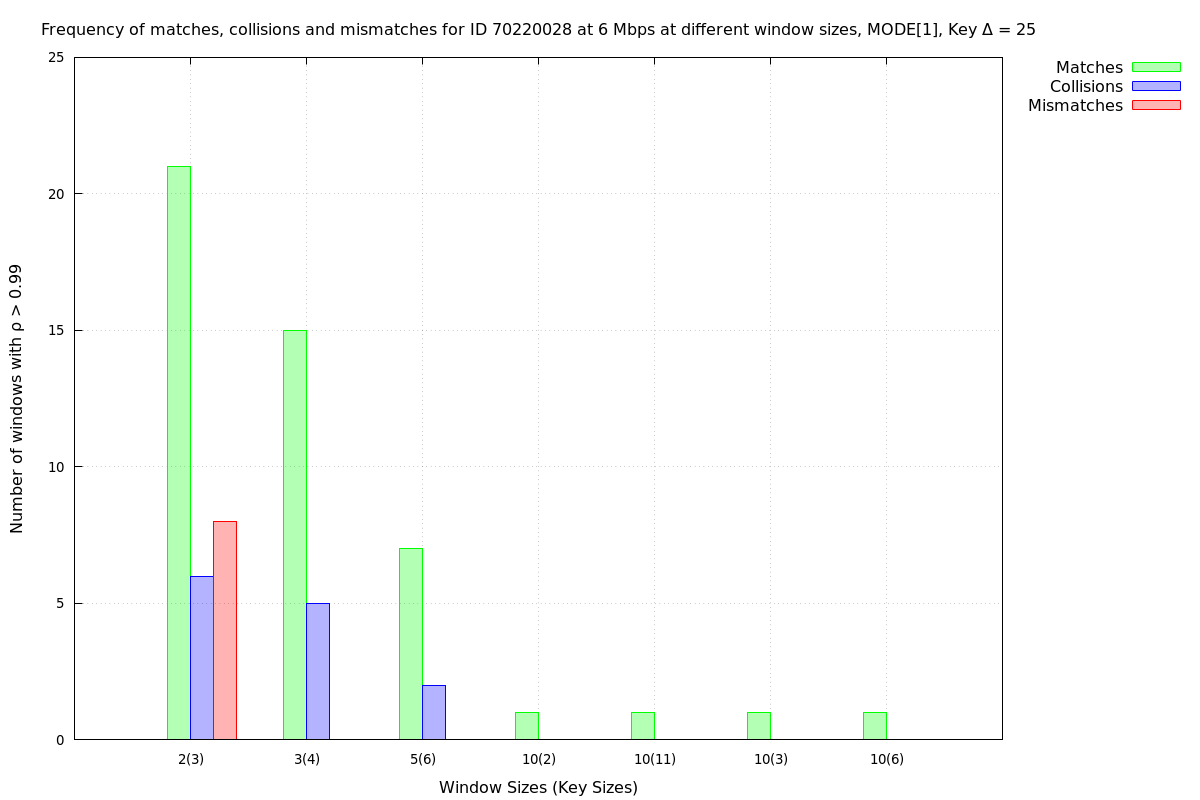 Frequency of matches, collisions and mismatches for ID 70220028 at 6 Mbps at different window sizes, MODE[1], Key Δ = 25
Matches
Collisions
Mismatches
Number of windows with ρ > 0.99
25
20
15
10
5
0
2(3) 3(4) 5(6) 10(2) 10(11) 10(3) 10(6)
Window Sizes (Key Sizes)